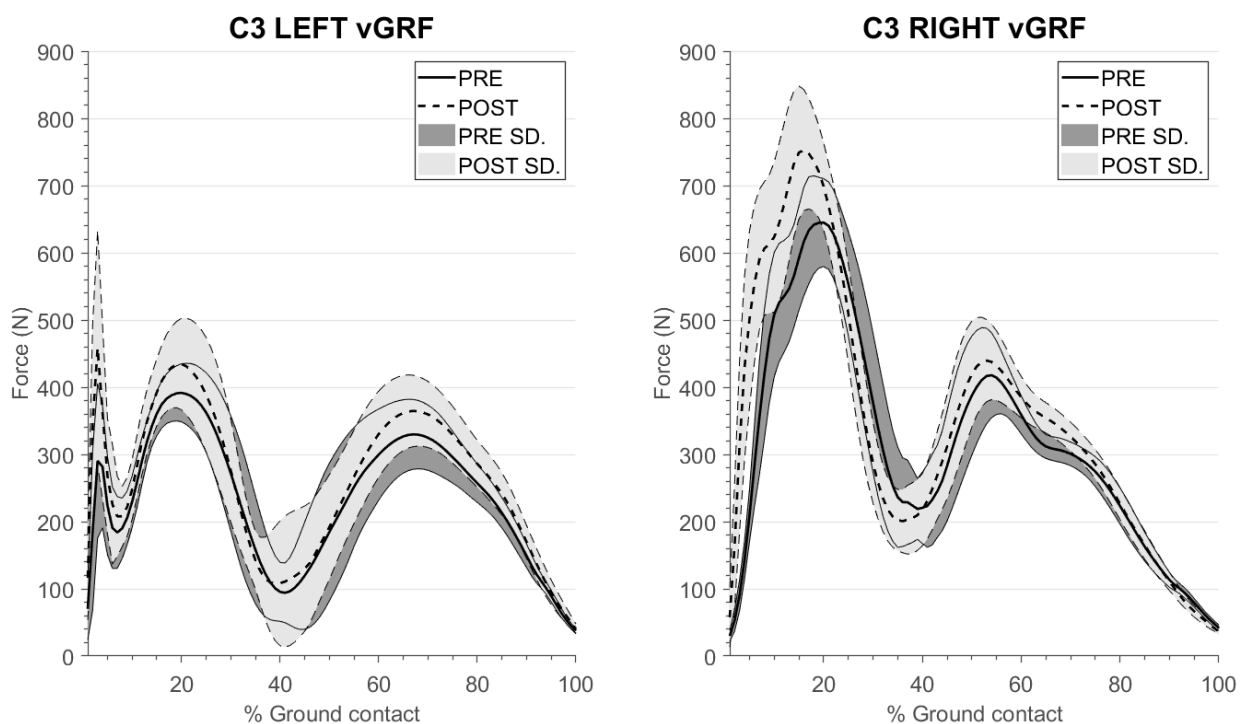 C3 LEFT vGRF
900
800
700
600
500
400
300
200
100
0
Force (N)
PRE
POST
PRE SD.
POST SD.
20
40
60
80
100
% Ground contact
C3 RIGHT vGRF
900
800
700
600
500
400
300
200
100
0
Force (N)
PRE
POST
PRE SD.
POST SD.
20
40
60
80
100
% Ground contact